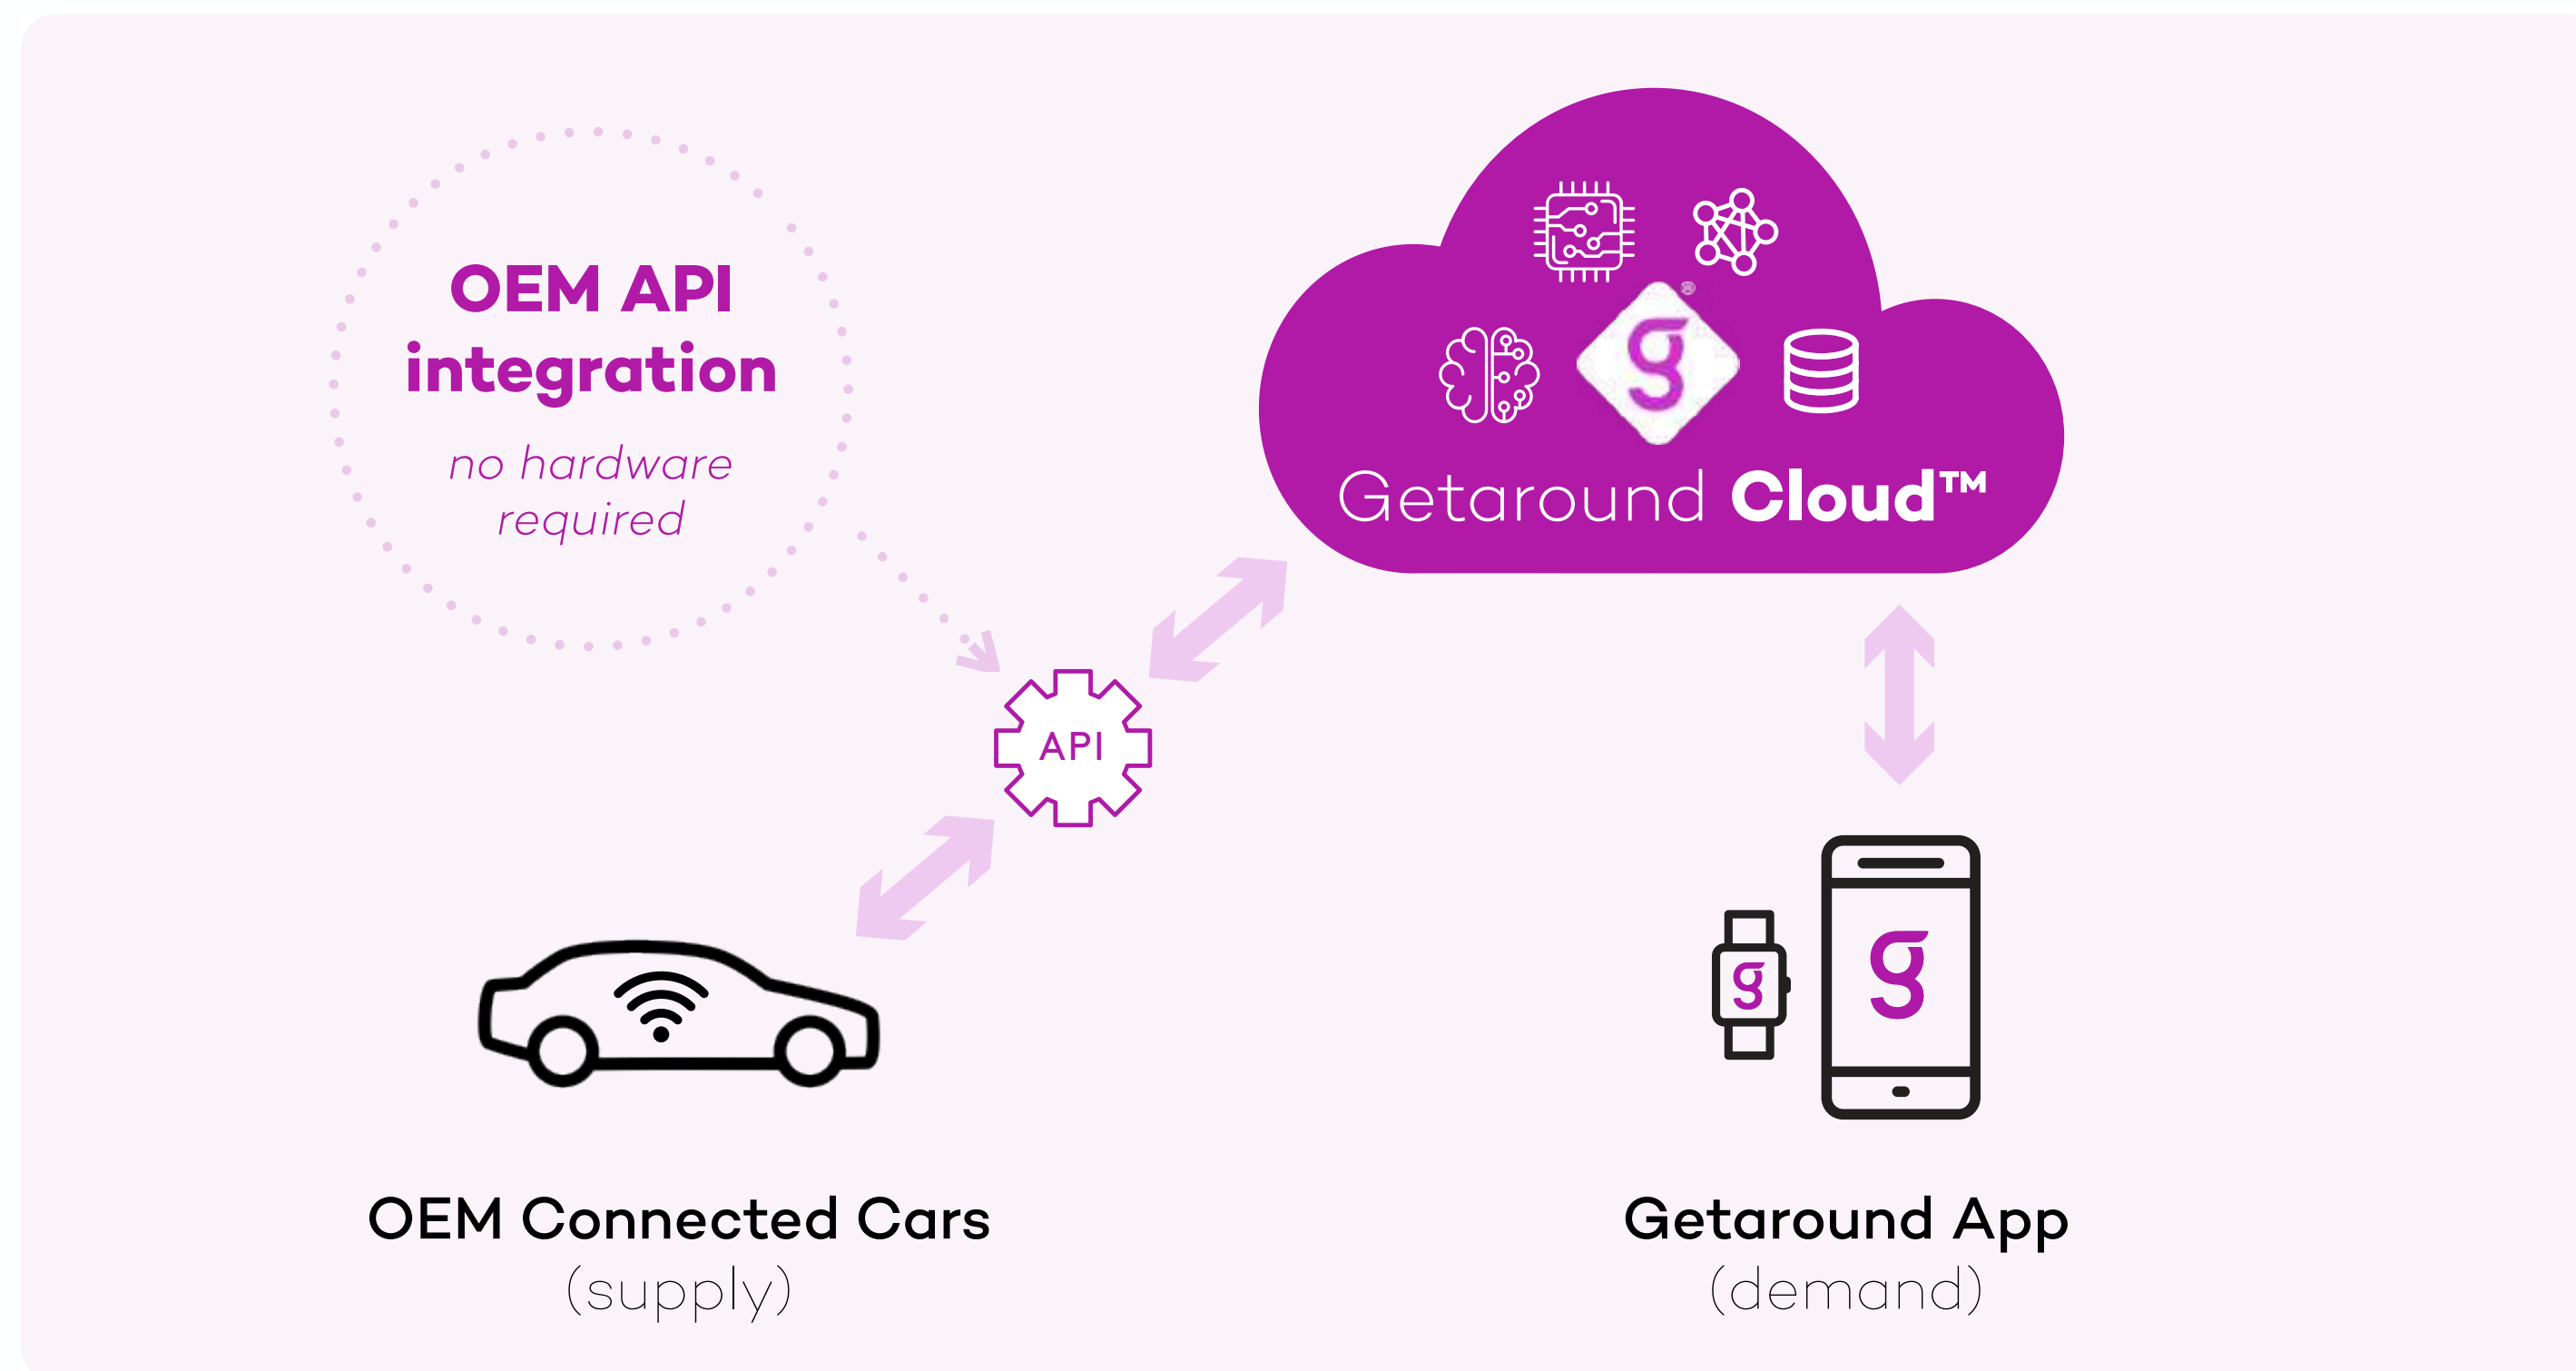 OEM API
integration
no hardware
required
g®
Getaround Cloud™
API
g
g
OEM Connected Cars
(supply)
Getaround App
(demand)